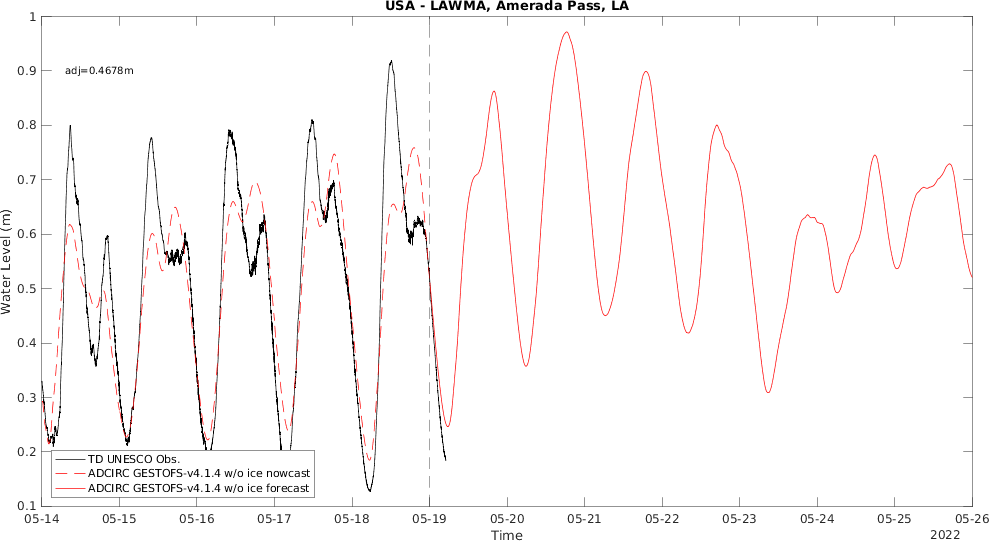 USA - LAWMA, Amerada Pass, LA
adj=0.4678m
Water Level (m)
1
0.9
0.8
0.7
0.6
0.5
0.4
0.3
0.2
0.1
TD UNESCO Obs.
ADCIRC GESTOFS-v4.1.4 w/o ice nowcast
ADCIRC GESTOFS-v4.1.4 w/o ice forecast
05-14 05-15 05-16 05-17 05-18 05-19 05-20 05-21 05-22 05-23 05-24 05-25 05-26
Time
2022